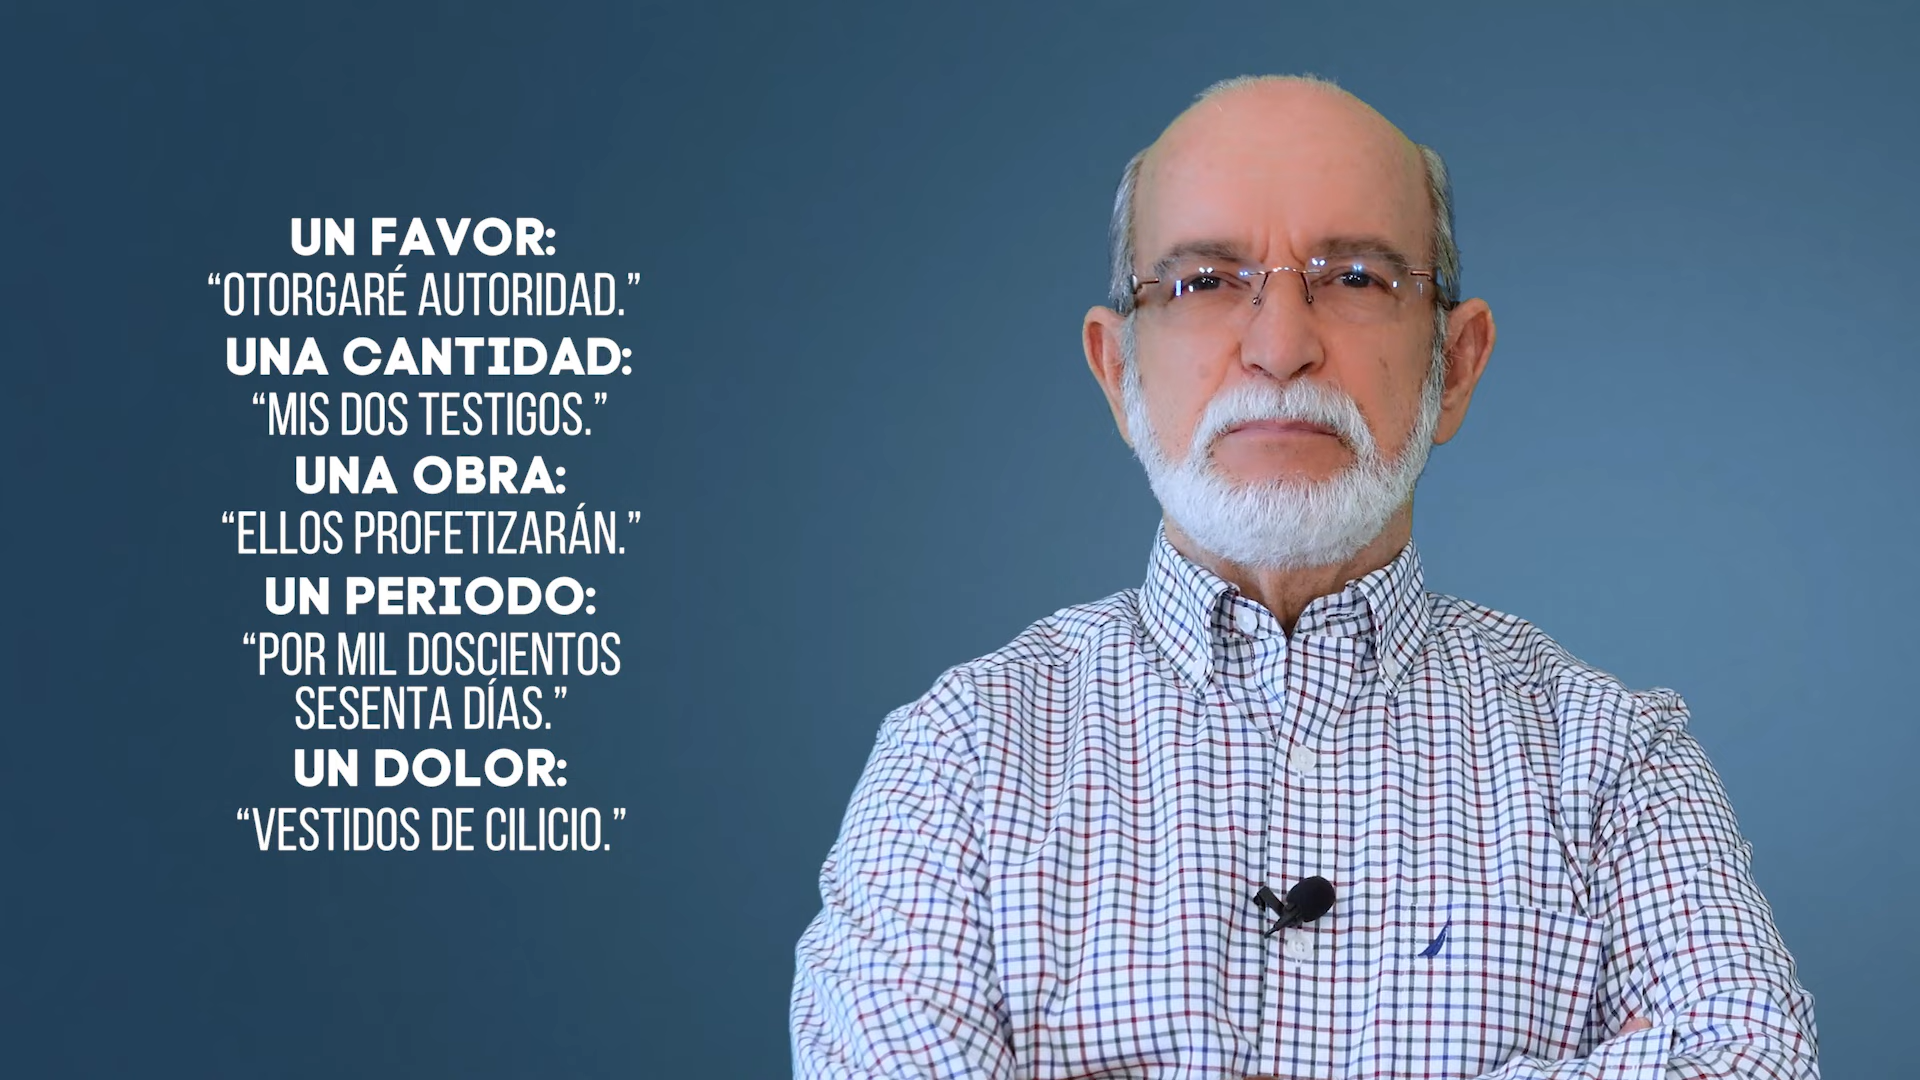 UN FAVOR:
“OTORGARÉ AUTORIDAD.”
UNA CANTIDAD:
“MIS DOS TESTIGOS.”
UNA OBRA:
“ELLOS PROFETIZARÁN.”
UN PERIODO:
“POR MIL DOSCIENTOS
SESENTA DÍAS.”
UN DOLOR:
“VESTIDOS DE CILICIO.”